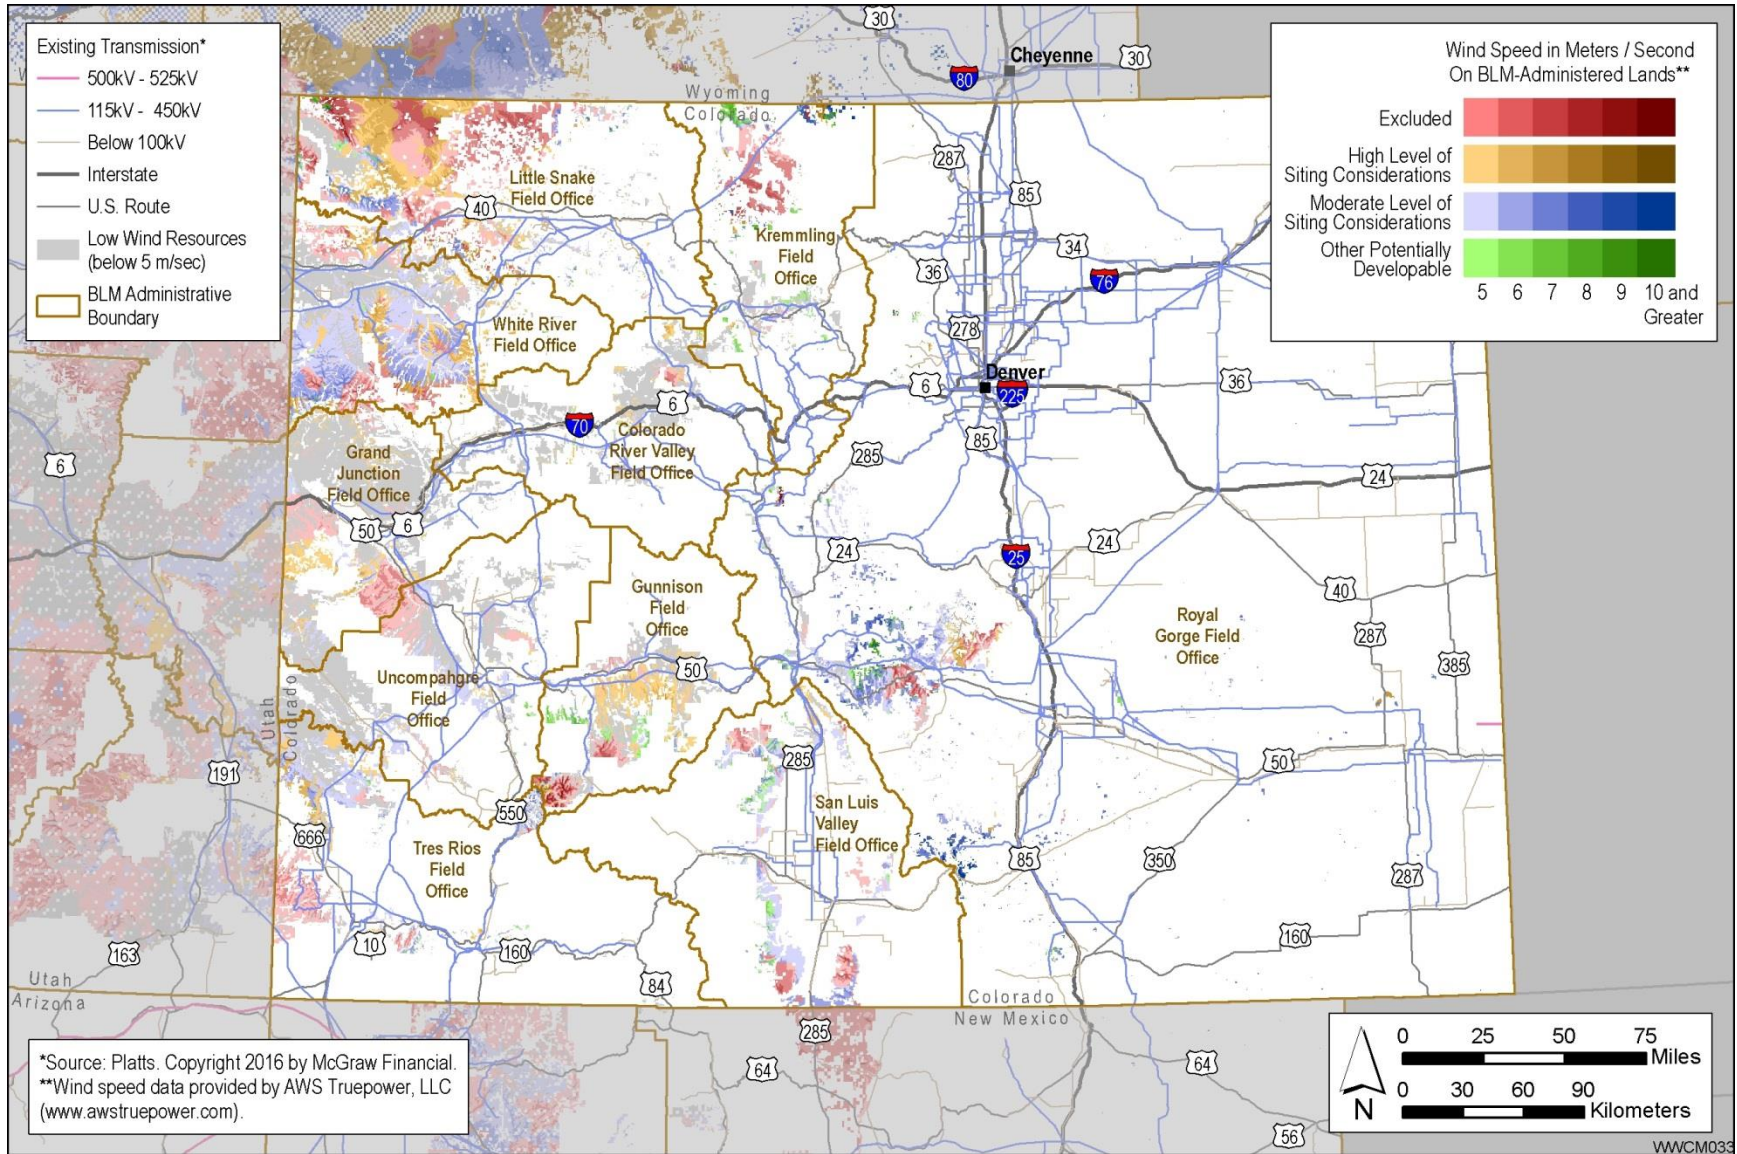 Existing Transmission*
500kV - 525kV
115kV - 450kV
Below 100kV
Interstate
U.S. Route
Low Wind Resources
(below 5 m/sec)
BLM Administrative
Boundary
Wind Speed in Meters / Second
On BLM-Administered Lands**
Excluded
High Level of
Siting Considerations
Moderate Level of
Siting Considerations
Other Potentially
Developable
5 6 7 8 9 10 and
Greater
30
Cheyenne
30
80
Wyoming
Colorado
287
85
Little Snake
Field Office
40
Kremmling
Field
Office
34
36
76
278
White River
Field Office
Denver
6
225
36
6
70
85
Colorado
River Valley
Field Office
285
Grand
Junction
Field Office
6
24
50
6
24
24
25
40
Gunnison
Field
Office
Royal
Gorge Field
Office
287
385
50
Uncompahgre
Field
Office
Utah
Colorado
191
285
50
550
San Luis
Valley
Field Office
666
Tres Rios
Field
Office
85
350
287
10
160
160
163
84
Utah
Arizona
Colorado
New Mexico
285
64
64
56
*Source: Platts. Copyright 2016 by McGraw Financial.
**Wind speed data provided by AWS Truepower, LLC
(www.awstruepower.com).
N
0 25 50 75
Miles
0 30 60 90
Kilometers
WWCM033